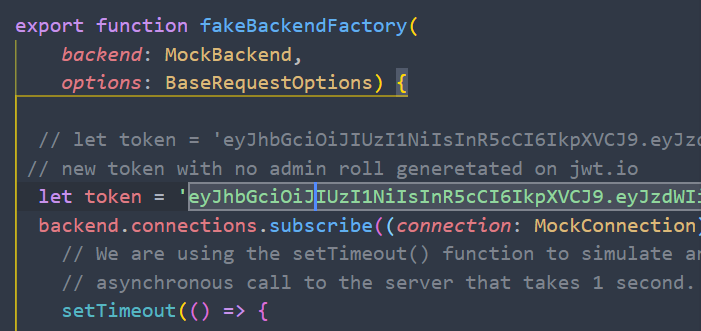 export function fakeBackendFactory(
backend: MockBackend,
options: BaseRequestOptions) {
// let token = 'eyJhbGciOiJIUzI1NiIsInR5cCI6IkpXVCJ9.eyJzd
// new token with no admin roll generetated on jwt.io
let token = 'eyJhbGciOiJIUzI1NiIsInR5cCI6IkpXVCJ9.eyJzdWI
backend.connections.subscribe((connection: MockConnection)
// We are using the setTimeout() function to simulate an
// asynchronous call to the server that takes 1 second.
setTimeout(() => {